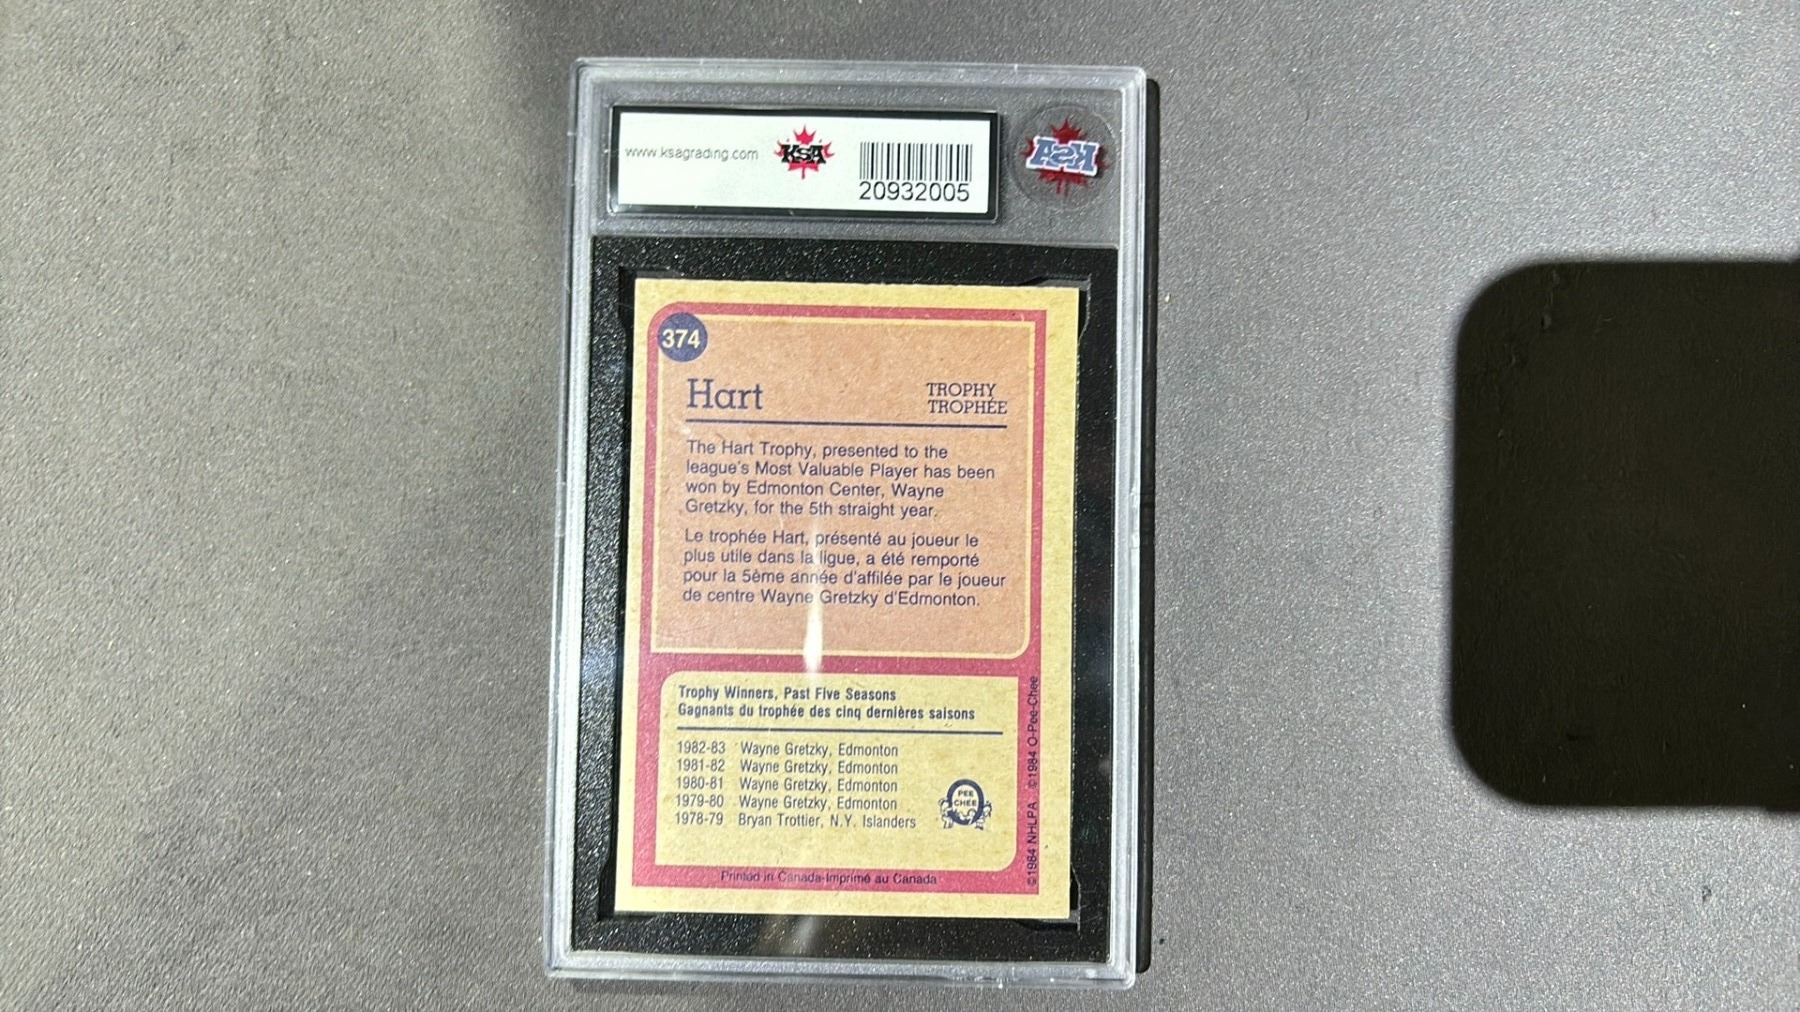 www.ksagrading.com
KSA
20932005
KSA
374
Hart
TROPHY
TROPHÉE
The Hart Trophy, presented to the
league's Most Valuable Player has been
won by Edmonton Center, Wayne
Gretzky, for the 5th straight year.
Le trophée Hart, présenté au joueur le
plus utile dans la ligue, a été remporté
pour la 5ème année d'affilée par le joueur
de centre Wayne Gretzky d'Edmonton.
Trophy Winners, Past Five Seasons
Gagnants du trophée des cinq dernières saisons
1982-83 Wayne Gretzky, Edmonton
1981-82 Wayne Gretzky, Edmonton
1980-81 Wayne Gretzky, Edmonton
1979-80 Wayne Gretzky, Edmonton
1978-79 Bryan Trottier, N.Y. Islanders
PEE
CHEE
Printed in Canada-Imprimé au Canada
©1984 NHLPA ©1984 O-Pee-Chee